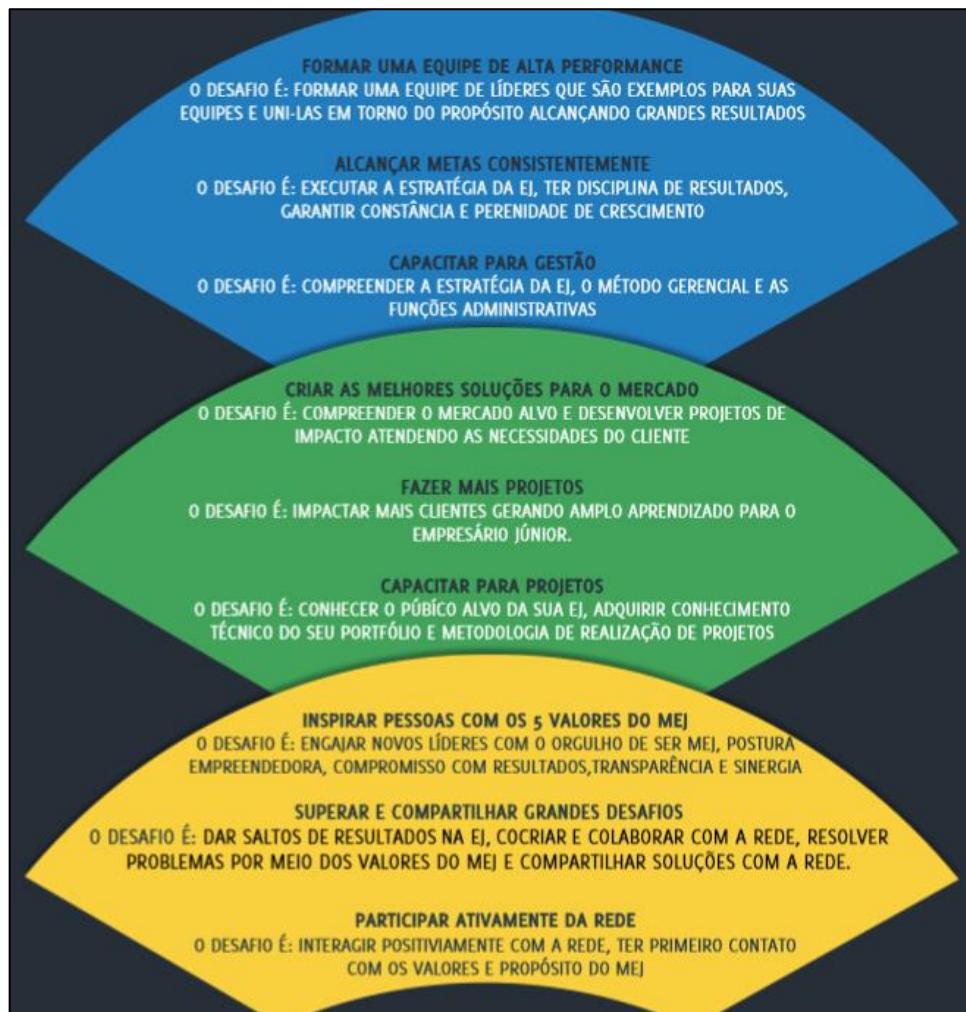 FORMAR UMA EQUIPE DE ALTA PERFORMANCE
O DESAFIO É: FORMAR UMA EQUIPE DE LÍDERES QUE SÃO EXEMPLOS PARA SUAS
EQUIPES E UNI-LAS EM TORNO DO PROPÓSITO ALCANÇANDO GRANDES RESULTADOS
ALCANÇAR METAS CONSISTENTEMENTE
O DESAFIO É: EXECUTAR A ESTRATÉGIA DA EJ, TER DISCIPLINA DE RESULTADOS,
GARANTIR CONSTÂNCIA E PERENIDADE DE CRESCIMENTO
CAPACITAR PARA GESTÃO
O DESAFIO É: COMPREENDER A ESTRATÉGIA DA EJ, O MÉTODO GERENCIAL E AS
FUNÇÕES ADMINISTRATIVAS
CRIAR AS MELHORES SOLUÇÕES PARA O MERCADO
O DESAFIO É: COMPREENDER O MERCADO ALVO E DESENVOLVER PROJETOS DE
IMPACTO ATENDENDO AS NECESSIDADES DO CLIENTE
FAZER MAIS PROJETOS
O DESAFIO É: IMPACTAR MAIS CLIENTES GERANDO AMPLO APRENDIZADO PARA O
EMPRESÁRIO JÚNIOR.
CAPACITAR PARA PROJETOS
O DESAFIO É: CONHECER O PÚBÍCO ALVO DA SUA EJ, ADQUIRIR CONHECIMENTO
TÉCNICO DO SEU PORTFÓLIO E METODOLOGIA DE REALIZAÇÃO DE PROJETOS
INSPIRAR PESSOAS COM OS 5 VALORES DO MEJ
O DESAFIO É: ENGAJAR NOVOS LÍDERES COM O ORGULHO DE SER MEJ, POSTURA
EMPREENDEDORA, COMPROMISSO COM RESULTADOS,TRANSPARÊNCIA E SINERGIA
SUPERAR E COMPARTILHAR GRANDES DESAFIOS
O DESAFIO É: DAR SALTOS DE RESULTADOS NA EJ, COCRIAR E COLABORAR COM A REDE, RESOLVER
PROBLEMAS POR MEIO DOS VALORES DO MEJ E COMPARTILHAR SOLUÇÕES COM A REDE.
PARTICIPAR ATIVAMENTE DA REDE
O DESAFIO É: INTERAGIR POSITIVIAMENTE COM A REDE, TER PRIMEIRO CONTATO
COM OS VALORES E PROPÓSITO DO MEJ